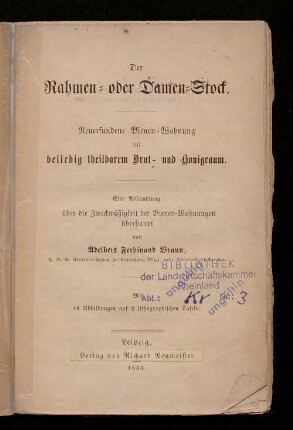 Der
Rahmen- oder Damen-Stock.
Neuerfundene Bienen-Wohnung
mit
beliebig theilbarem Brut- und Honigraum.
Eine Abhandlung
über die Zweckmäßigkeit der Bienen-Wohnungen
überhaupt
von
Adelbert Ferdinand Braun,
BIBLIOTHEK
der Landwirtschaftskammer
Rheinland
Abt.: Kr Nr. 3
ungültig
ungültig
Mit
Abbildungen auf 2 lithographischen Tafeln.
Leipzig,
Verlag von Richard Neumeister